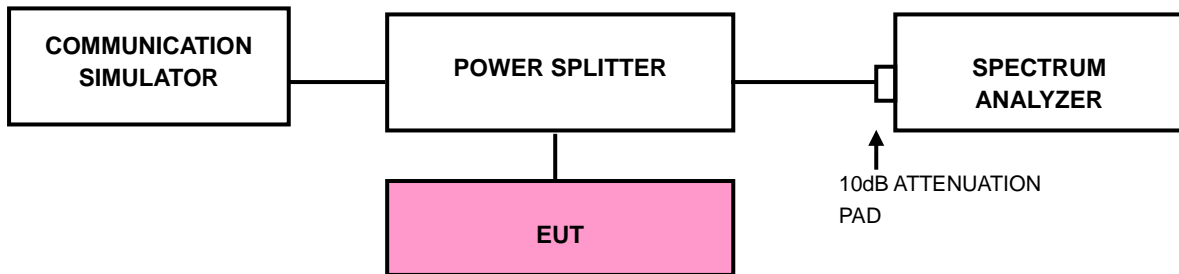 COMMUNICATION
SIMULATOR
POWER SPLITTER
SPECTRUM
ANALYZER
10dB ATTENUATION
PAD
EUT